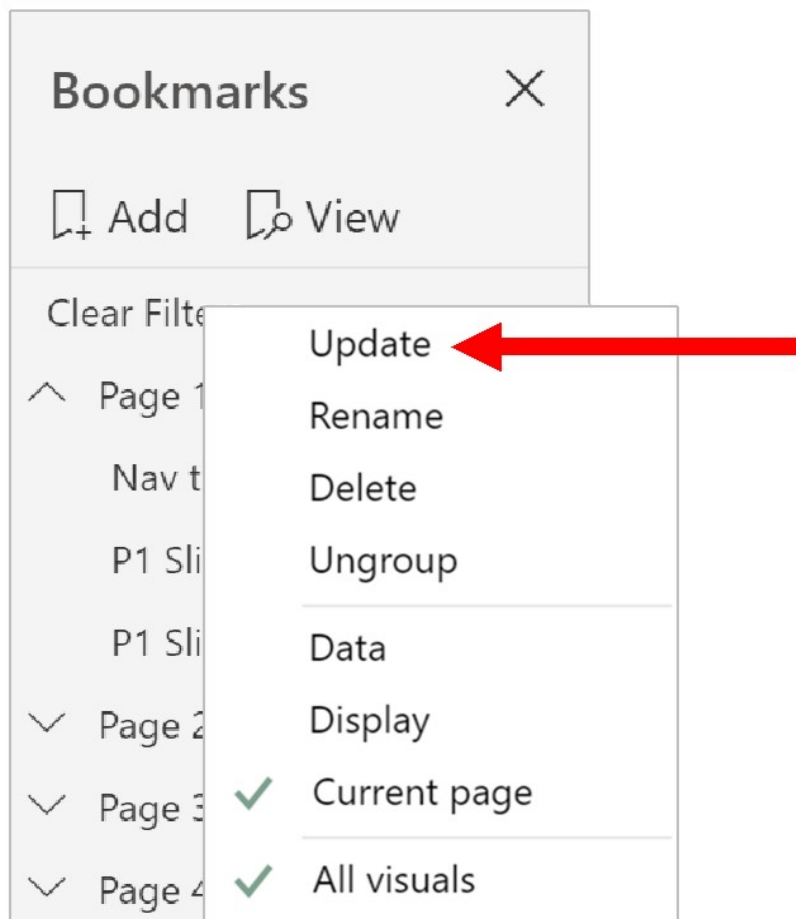 Bookmarks
Add View
Clear Filte
Update
Page 1
Rename
Nav t
Delete
P1 Sli
Ungroup
P1 Sli
Data
Page 2
Display
Page 3
Current page
Page 4
All visuals